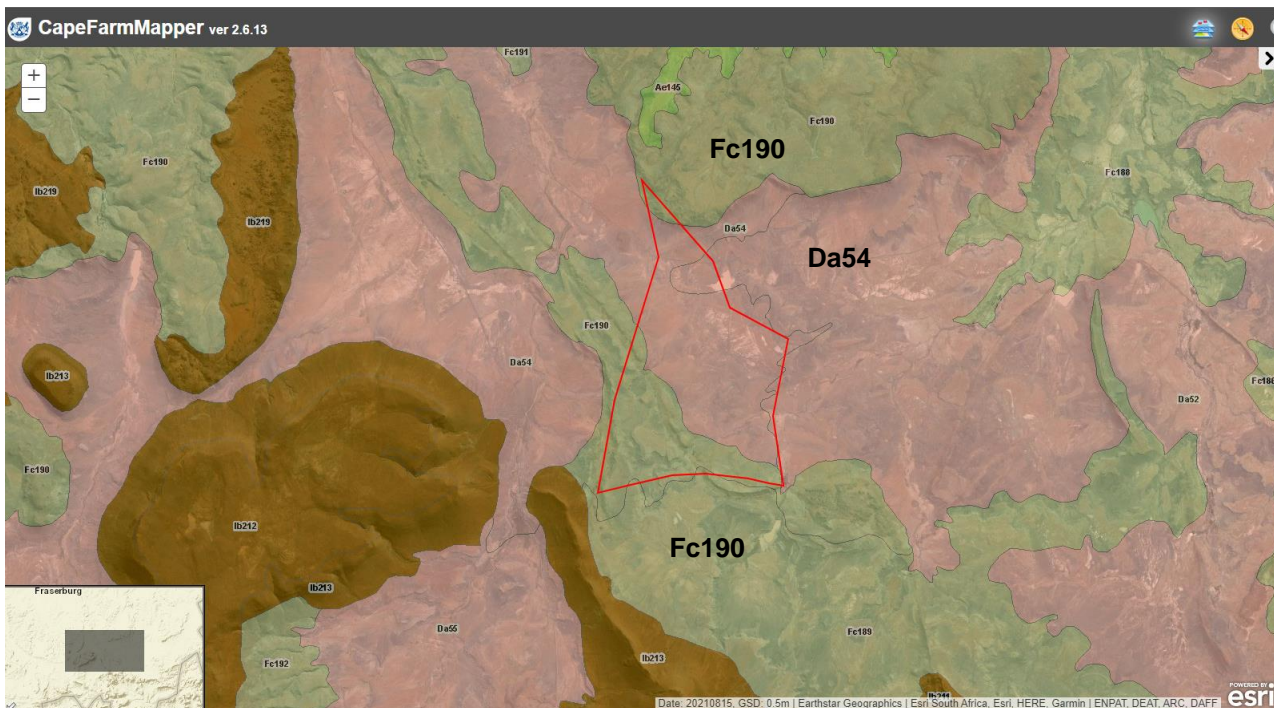 CapeFarmMapper ver 2.6.13
+
−
Fc191
Ae145
Fc190
Fc190
Fc190
Fc188
Ib219
Ib219
Da54
Da54
Fc190
Da54
Ib213
Fc186
Da52
Fc190
Ib212
Fc190
Ib213
Fraserburg
Da55
Fc189
Fc192
Ib213
Ib211
Date: 20210815, GSD: 0.5m | Earthstar Geographics | Esri South Africa, Esri, HERE, Garmin | ENPAT, DEAT, ARC, DAFF
POWERED BY
esri